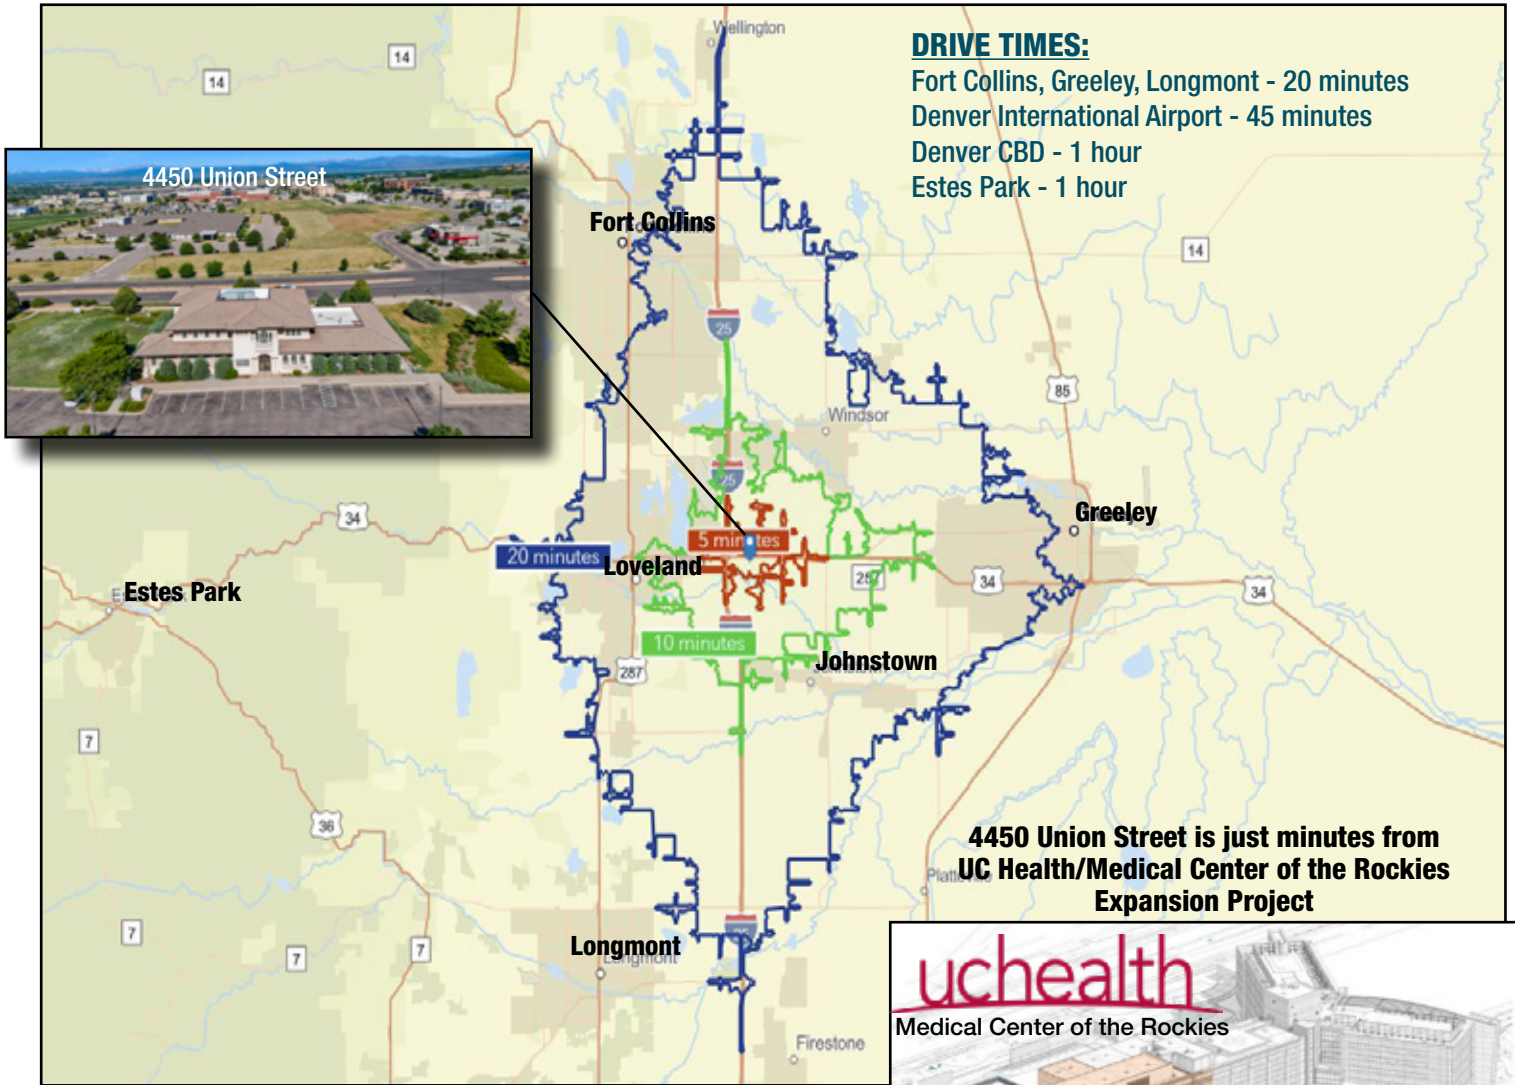 Wellington
DRIVE TIMES:
Fort Collins, Greeley, Longmont - 20 minutes
Denver International Airport - 45 minutes
Denver CBD - 1 hour
Estes Park - 1 hour
14
14
4450 Union Street
Fort Collins
14
25
85
Windsor
25
34
Greeley
5 minutes
20 minutes
Loveland
257
34
34
Estes Park
10 minutes
Johnstown
287
7
36
4450 Union Street is just minutes from
UC Health/Medical Center of the Rockies
Expansion Project
Platteville
7
7
7
Longmont
Longmont
uchealth
Medical Center of the Rockies
Firestone